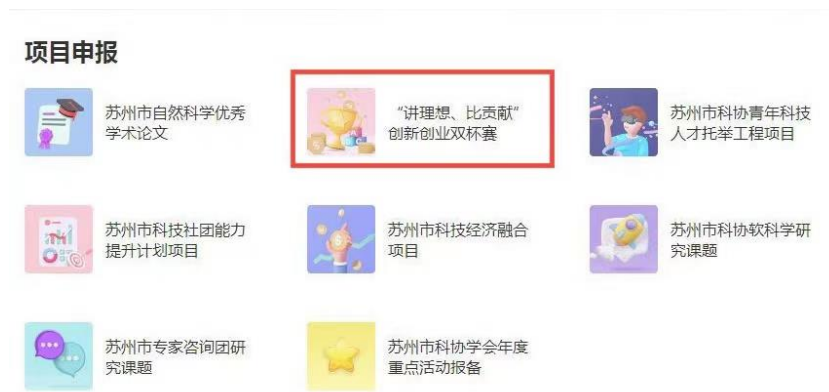 项目申报
苏州市自然科学优秀
学术论文
“讲理想、比贡献”
创新创业双杯赛
苏州市科协青年科技
人才托举工程项目
苏州市科技社团能力
提升计划项目
苏州市科技经济融合
项目
苏州市科协软科学研
究课题
苏州市专家咨询团研
究课题
苏州市科协学会年度
重点活动报备